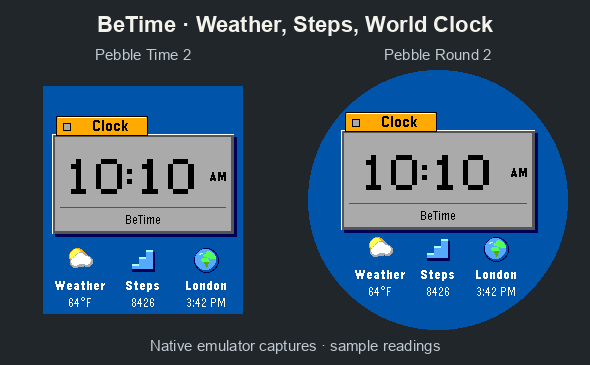 BeTime · Weather, Steps, World Clock
Pebble Time 2
Pebble Round 2
Clock
10:10 AM
BeTime
Weather Steps London
64°F 8426 3:42 PM
Clock
10:10 AM
BeTime
Weather Steps London
64°F 8426 3:42 PM
Native emulator captures · sample readings